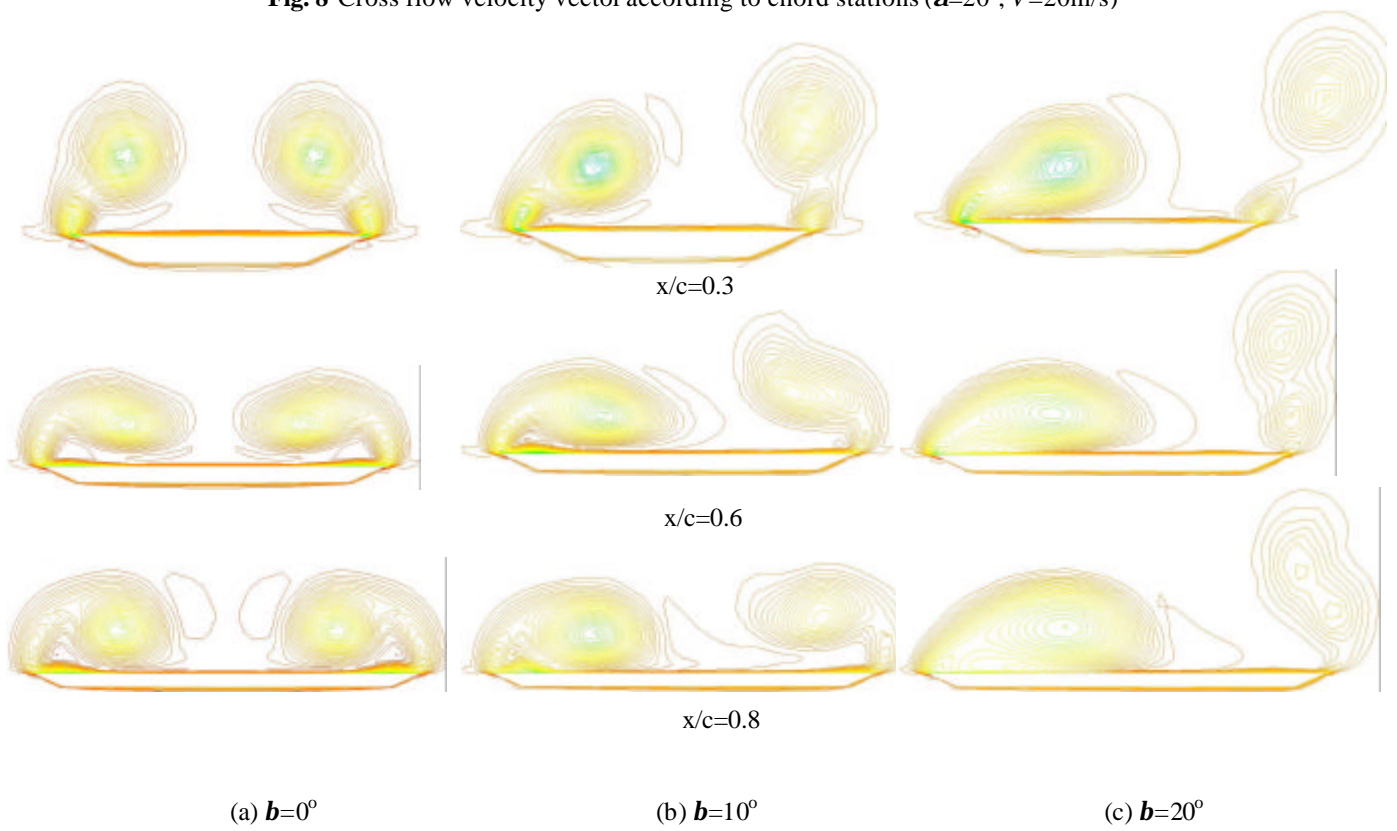 Fig. 8 Cross flow velocity vector according to chord stations (a=20°, V=20m/s)
x/c=0.3
x/c=0.6
x/c=0.8
(a) b=0° (b) b=10° (c) b=20°